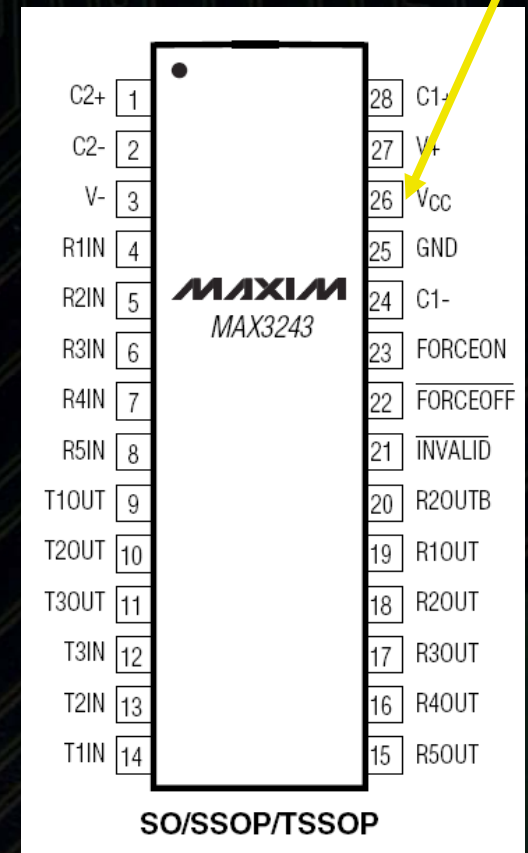 C2+ 1 28 C1+
C2- 2 27 V+
V- 3 26 VCC
R1IN 4 25 GND
R2IN 5 24 C1-
MAXIM
MAX3243
R3IN 6 23 FORCEON
R4IN 7 22 FORCEOFF
R5IN 8 21 INVALID
T1OUT 9 20 R2OUTB
T2OUT 10 19 R1OUT
T3OUT 11 18 R2OUT
T3IN 12 17 R3OUT
T2IN 13 16 R4OUT
T1IN 14 15 R5OUT
SO/SSOP/TSSOP